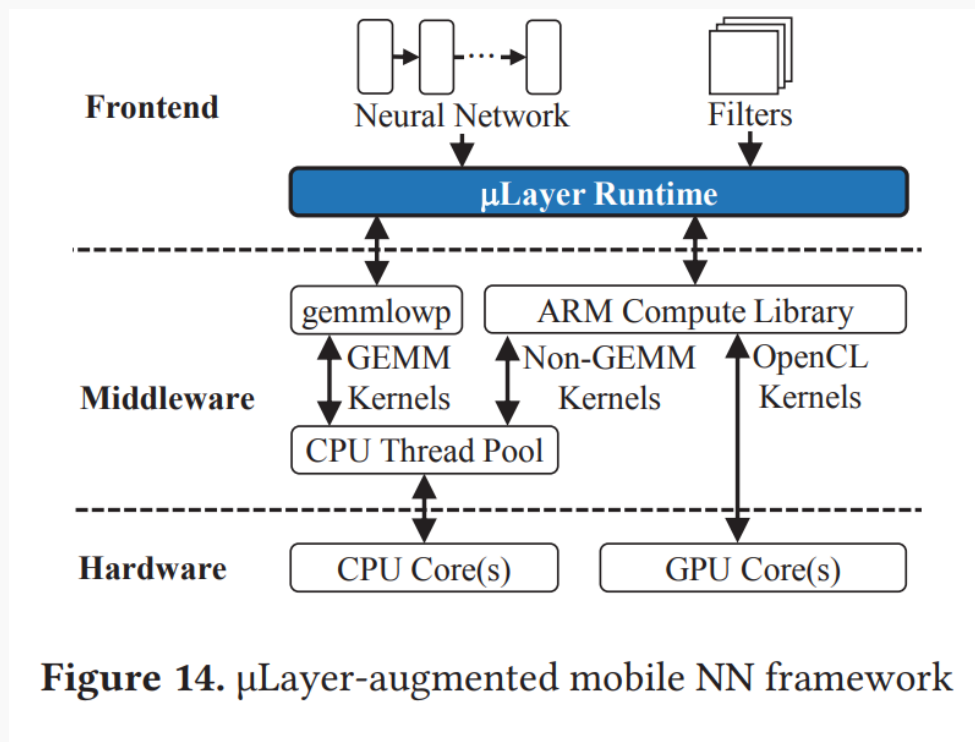 Frontend
...
Neural Network
Filters
μLayer Runtime
Middleware
gemmlowp
ARM Compute Library
GEMM
Kernels
Non-GEMM
Kernels
OpenCL
Kernels
CPU Thread Pool
Hardware
CPU Core(s)
GPU Core(s)
Figure 14. μLayer-augmented mobile NN framework